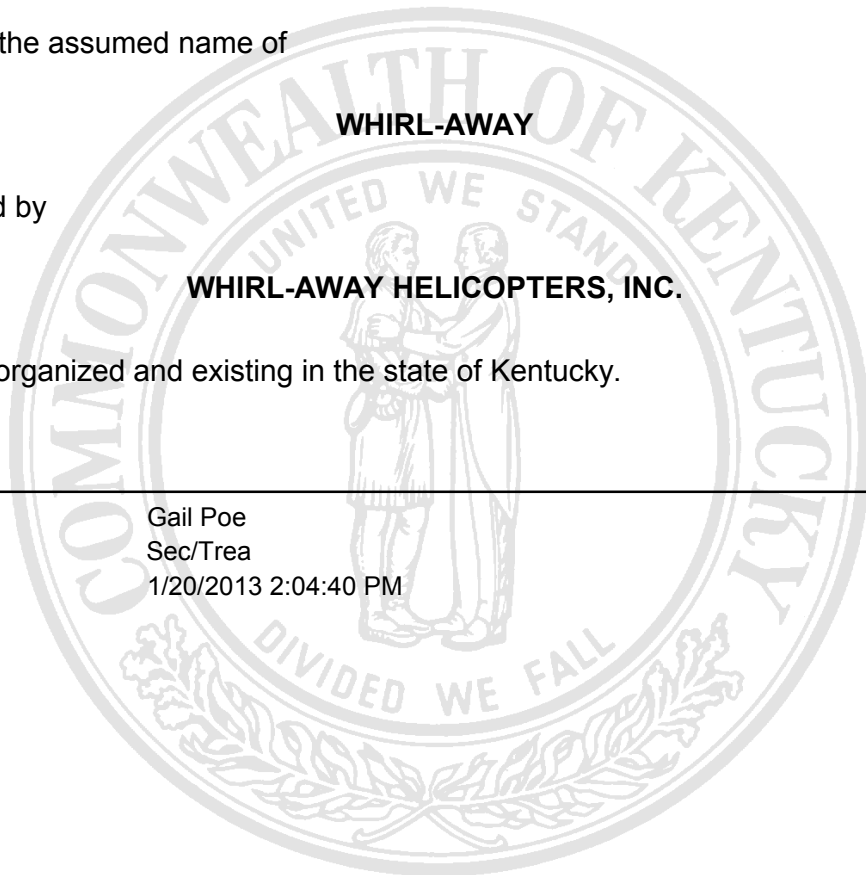 the assumed name of
WHIRL-AWAY
d by
WHIRL-AWAY HELICOPTERS, INC.
organized and existing in the state of Kentucky.
Gail Poe
Sec/Trea
1/20/2013 2:04:40 PM
COMMONWEALTH OF KENTUCKY
UNITED WE STAND
DIVIDED WE FALL